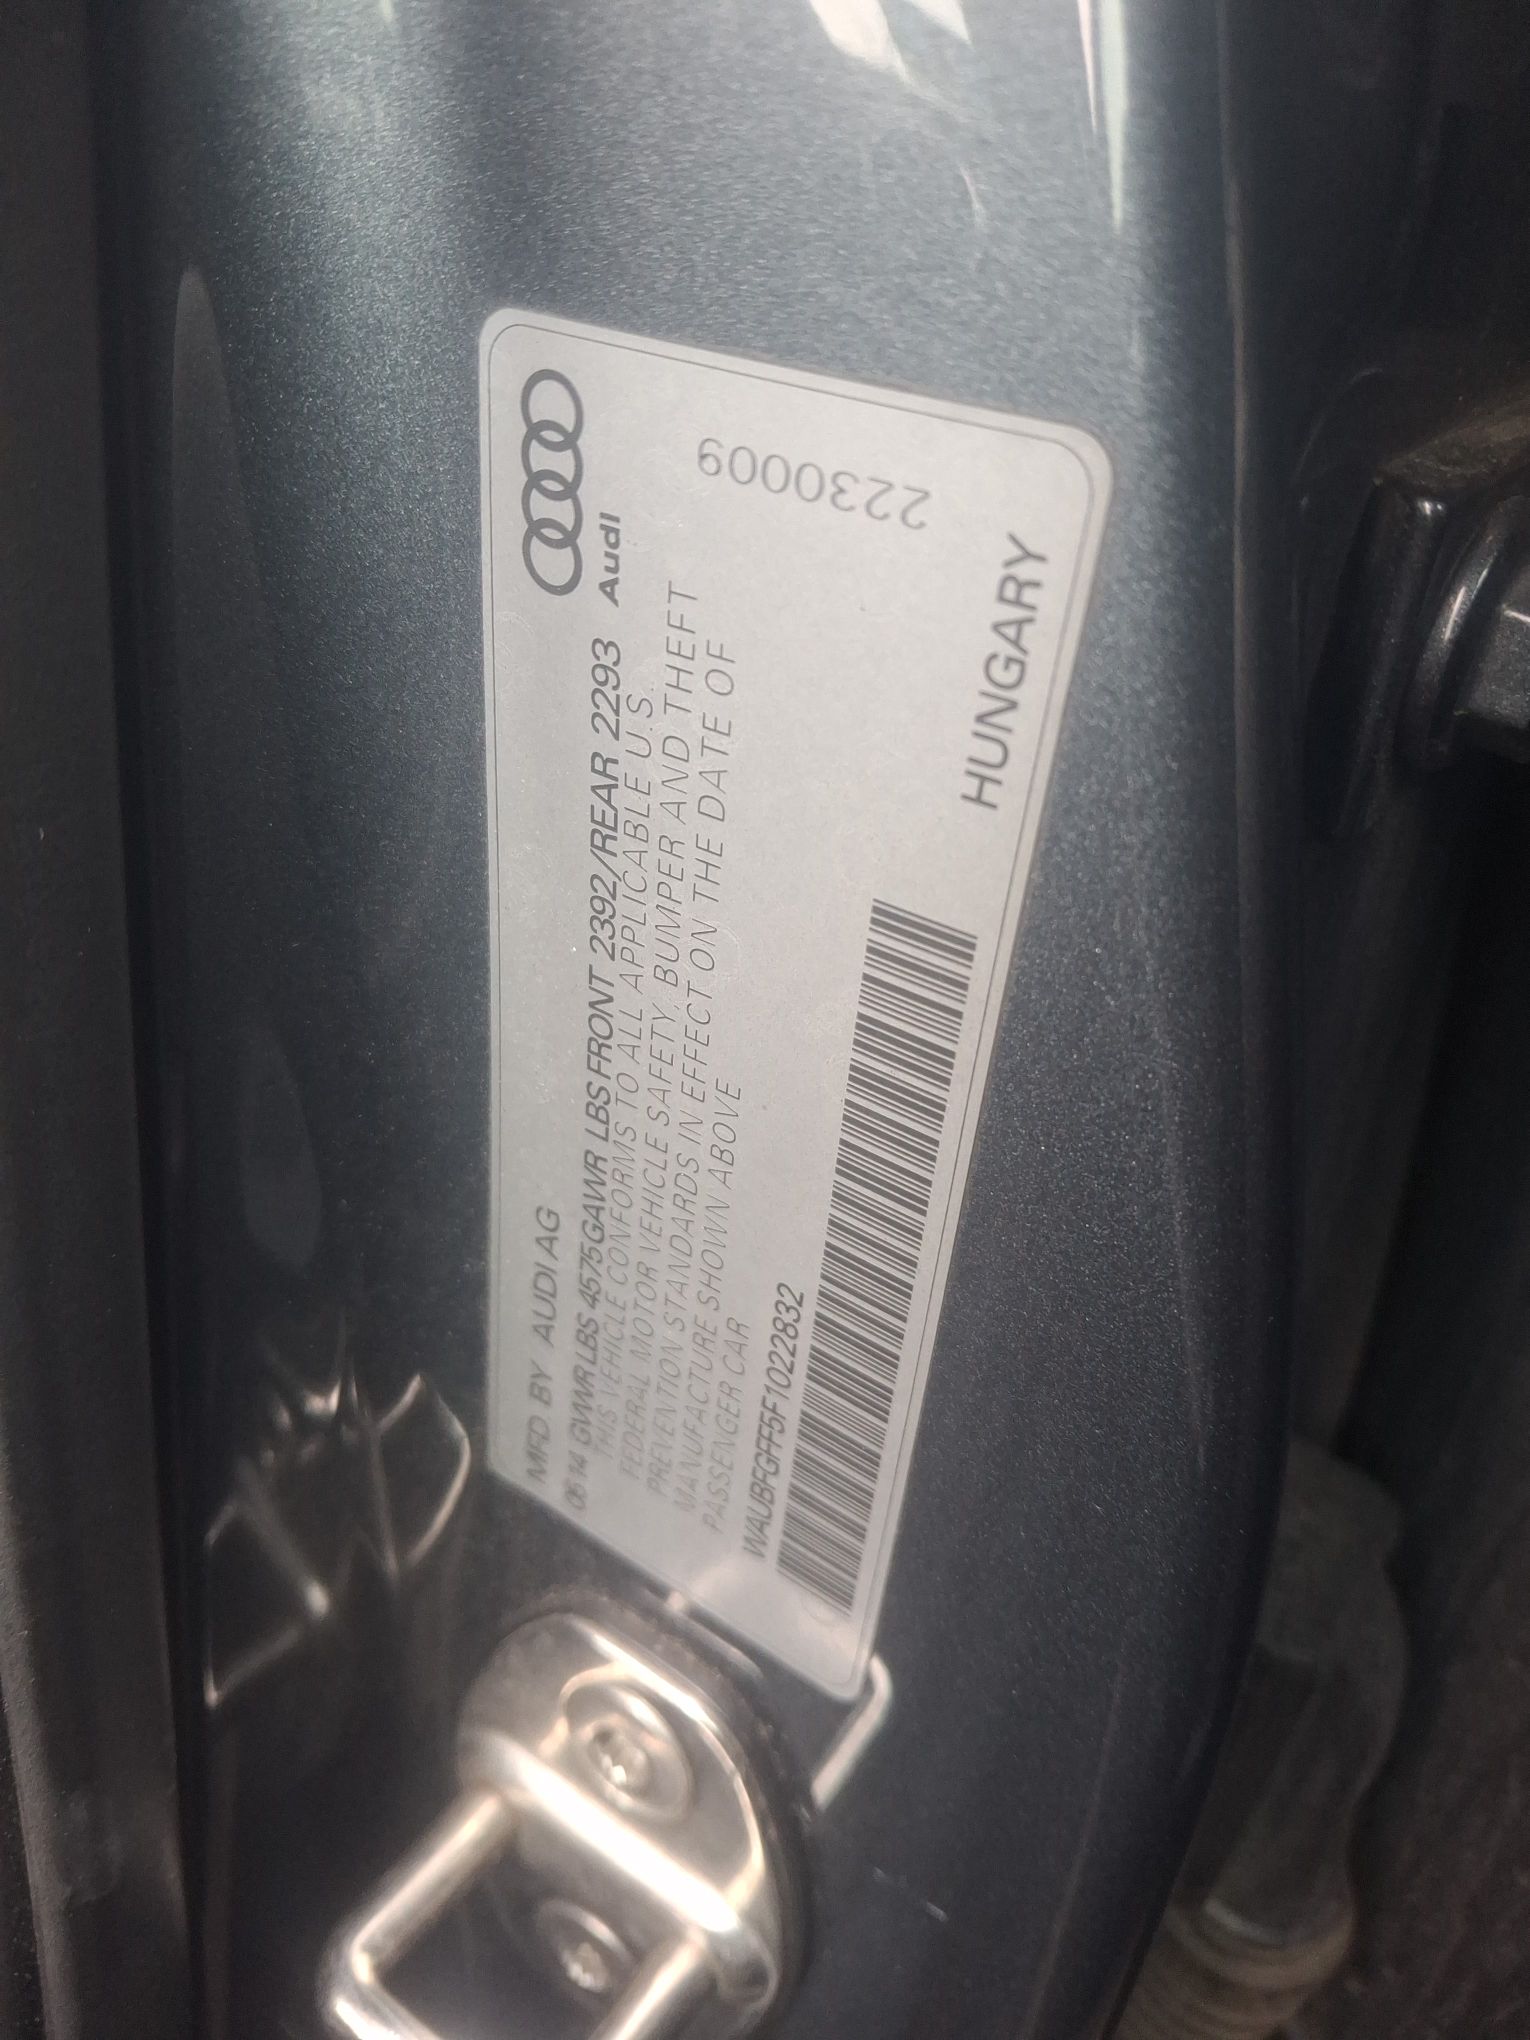 Audi
MFD BY AUDI AG
06 14 GVWR LBS 4575 GAWR LBS FRONT 2392/REAR 2293
THIS VEHICLE CONFORMS TO ALL APPLICABLE U.S.
FEDERAL MOTOR VEHICLE SAFETY, BUMPER AND THEFT
PREVENTION STANDARDS IN EFFECT ON THE DATE OF
MANUFACTURE SHOWN ABOVE
PASSENGER CAR
WAUBFGFF5F1022832
HUNGARY
2230009